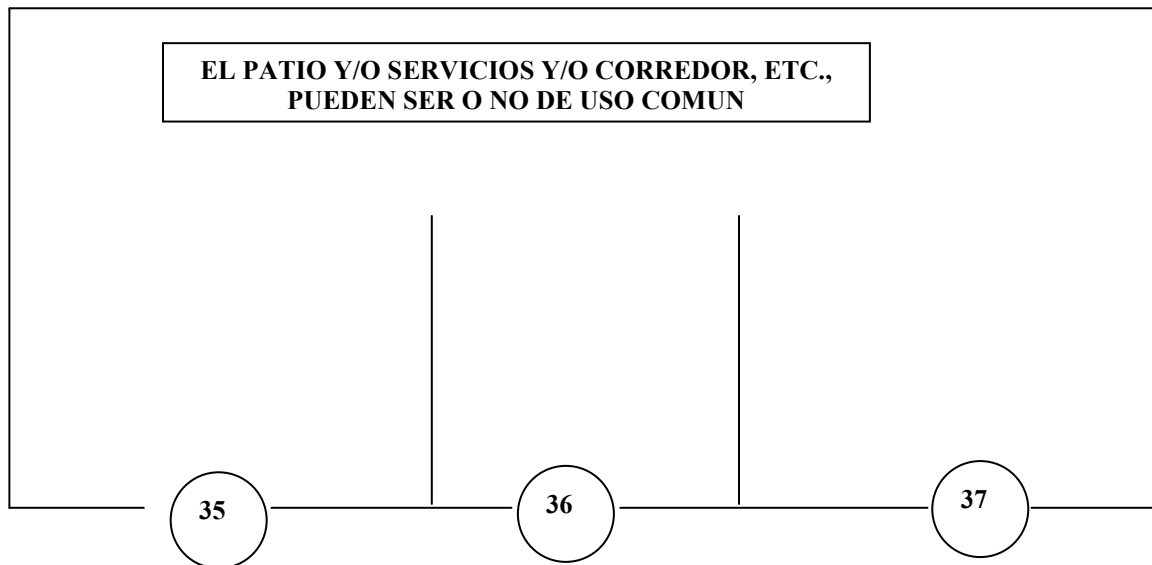 EL PATIO Y/O SERVICIOS Y/O CORREDOR, ETC.,
PUEDEN SER O NO DE USO COMUN
35
36
37